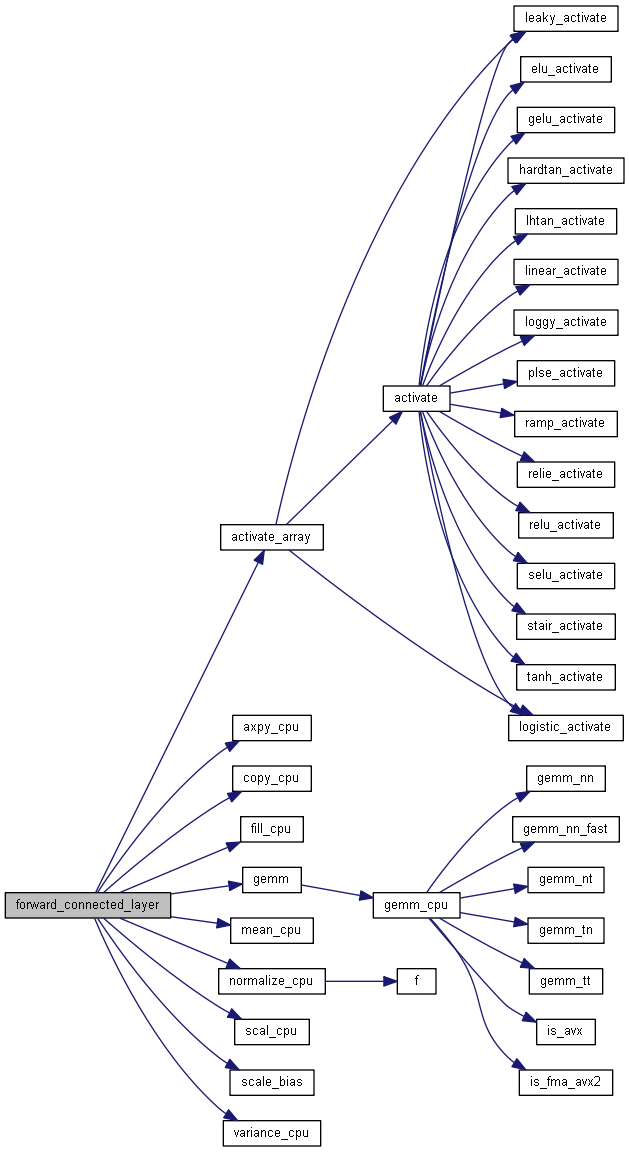 leaky_activate
elu_activate
gelu_activate
hardtan_activate
lhtan_activate
linear_activate
loggy_activate
plse_activate
activate
ramp_activate
relie_activate
relu_activate
activate_array
selu_activate
stair_activate
tanh_activate
axpy_cpu
logistic_activate
copy_cpu
gemm_nn
fill_cpu
gemm_nn_fast
gemm
gemm_nt
forward_connected_layer
gemm_cpu
mean_cpu
gemm_tn
normalize_cpu
f
gemm_tt
scal_cpu
is_avx
scale_bias
is_fma_avx2
variance_cpu